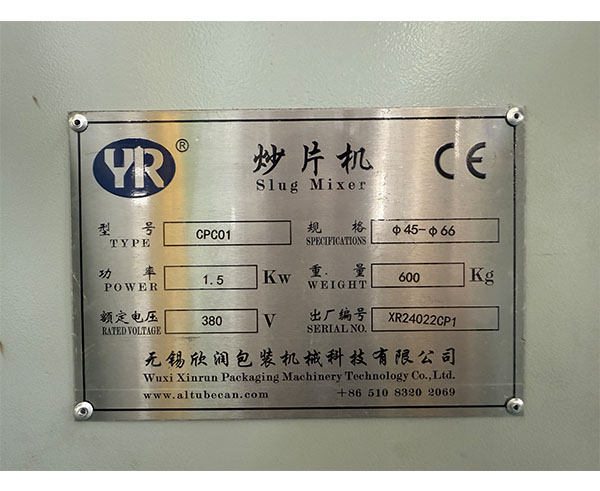 YR ® 炒片机 CE
Slug Mixer
型号 CPC01 规格 φ45-φ66
TYPE SPECIFICATIONS
功率 1.5 Kw 重.量 600 Kg
POWER WEIGHT
额定电压 380 V 出厂编号 XR24022CP1
RATED VOLTAGE SERIAL NO.
无锡欣润包装机械科技有限公司
Wuxi Xinrun Packaging Machinery Technology Co.,Ltd.
www.altubecan.com +86 510 8320 2069